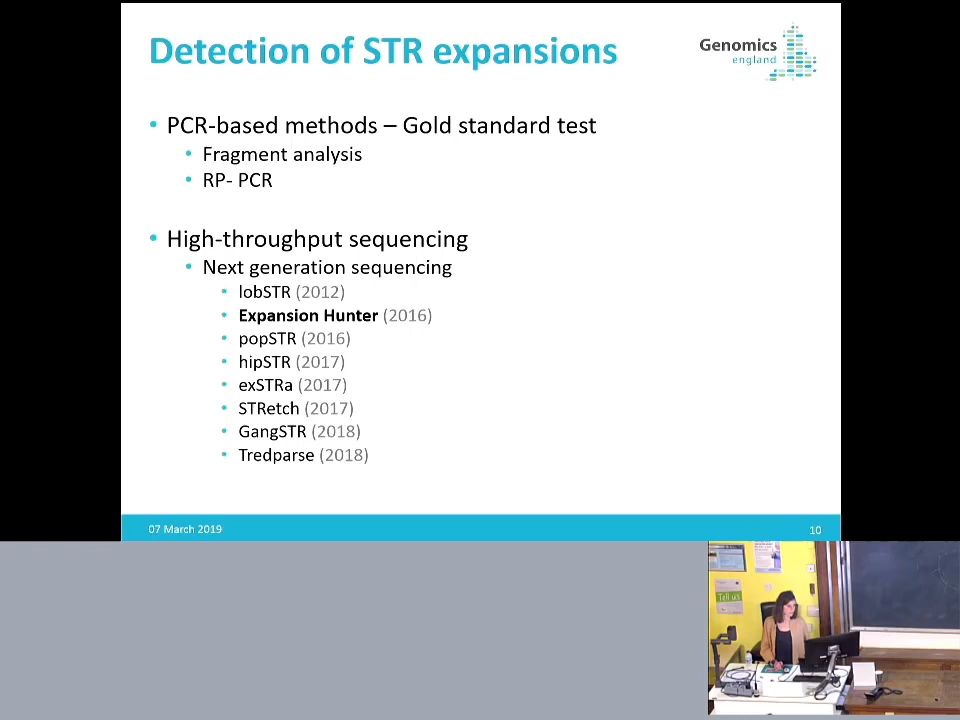 Detection of STR expansions
Genomics
england
• PCR-based methods – Gold standard test
• Fragment analysis
• RP- PCR
• High-throughput sequencing
• Next generation sequencing
• lobSTR (2012)
• Expansion Hunter (2016)
• popSTR (2016)
• hipSTR (2017)
• exSTRa (2017)
• STRetch (2017)
• GangSTR (2018)
• Tredparse (2018)
07 March 2019
10
Tell us